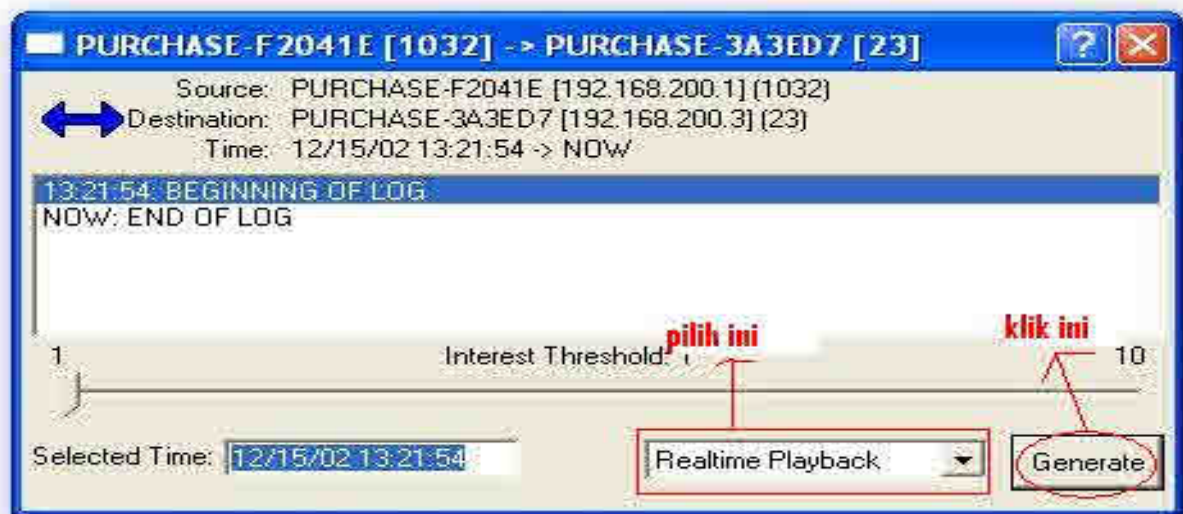 PURCHASE-F2041E [1032] -> PURCHASE-3A3ED7 [23]
Source: PURCHASE-F2041E [192.168.200.1] (1032)
Destination: PURCHASE-3A3ED7 [192.168.200.3] (23)
Time: 12/15/02 13:21:54 -> NOW
13:21:54: BEGINNING OF LOG
NOW: END OF LOG
pilih ini
klik ini
1 Interest Threshold: 10
Selected Time: 12/15/02 13:21:54 Realtime Playback Generate